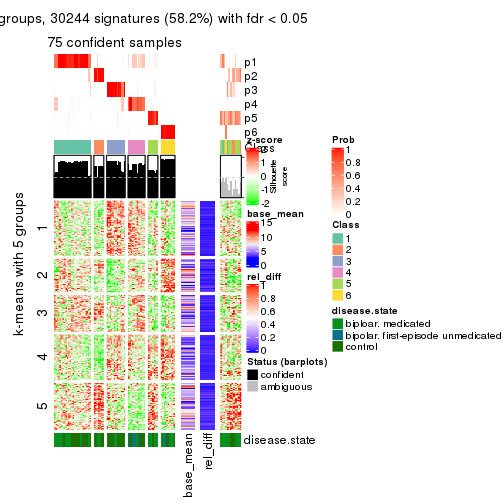 groups, 30244 signatures (58.2%) with fdr < 0.05
75 confident samples
p1
p2
p3
p4
p5
p6
Class
Silhouette
score
k-means with 5 groups
1
2
3
4
5
base_mean
rel_diff
disease.state
z-score
2
1
0
-1
-2
base_mean
15
10
5
0
rel_diff
1
0.8
0.6
0.4
0.2
0
Status (barplots)
confident
ambiguous
Prob
1
0.8
0.6
0.4
0.2
0
Class
1
2
3
4
5
6
disease.state
biploar, medicated
bipolar, first-episode unmedicated
control